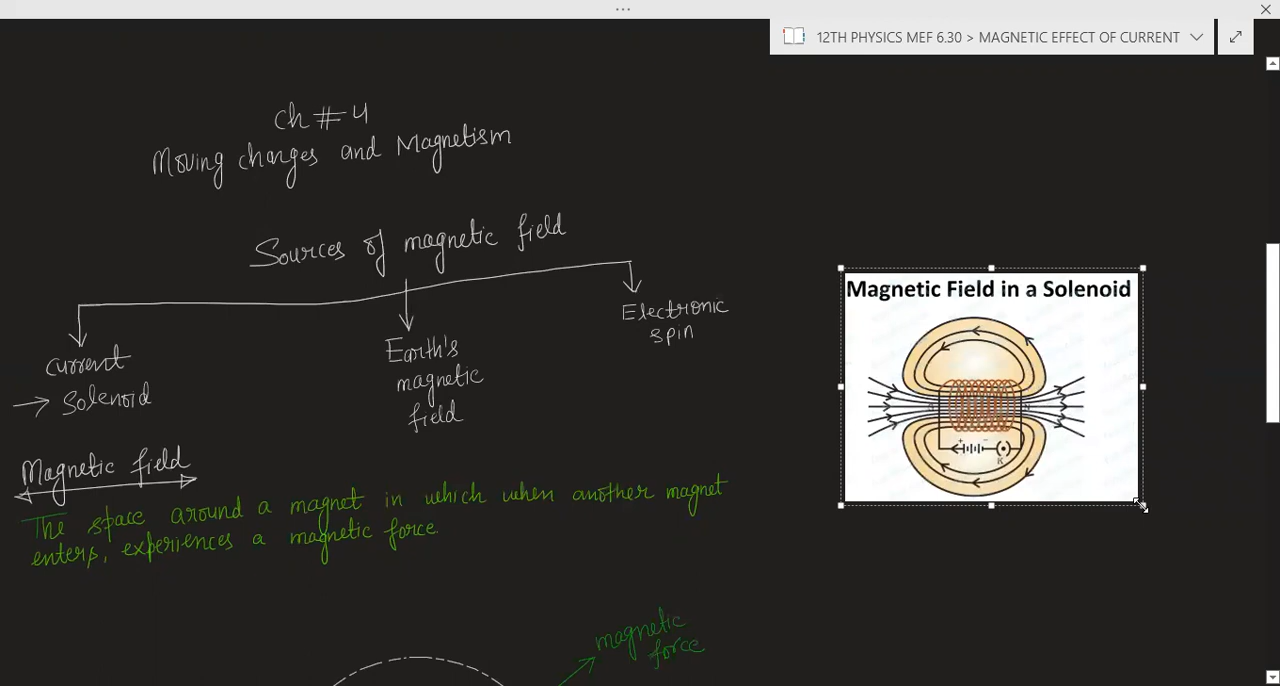 12TH PHYSICS MEF 6.30 > MAGNETIC EFFECT OF CURRENT
Ch # 4
Moving charges and Magnetism
Sources of magnetic field
Current
→ Solenoid
Earth's
magnetic
field
Electronic
spin
Magnetic Field in a Solenoid
+ -
K
Magnetic field
The space around a magnet in which when another magnet
enters, experiences a magnetic force
magnetic
force